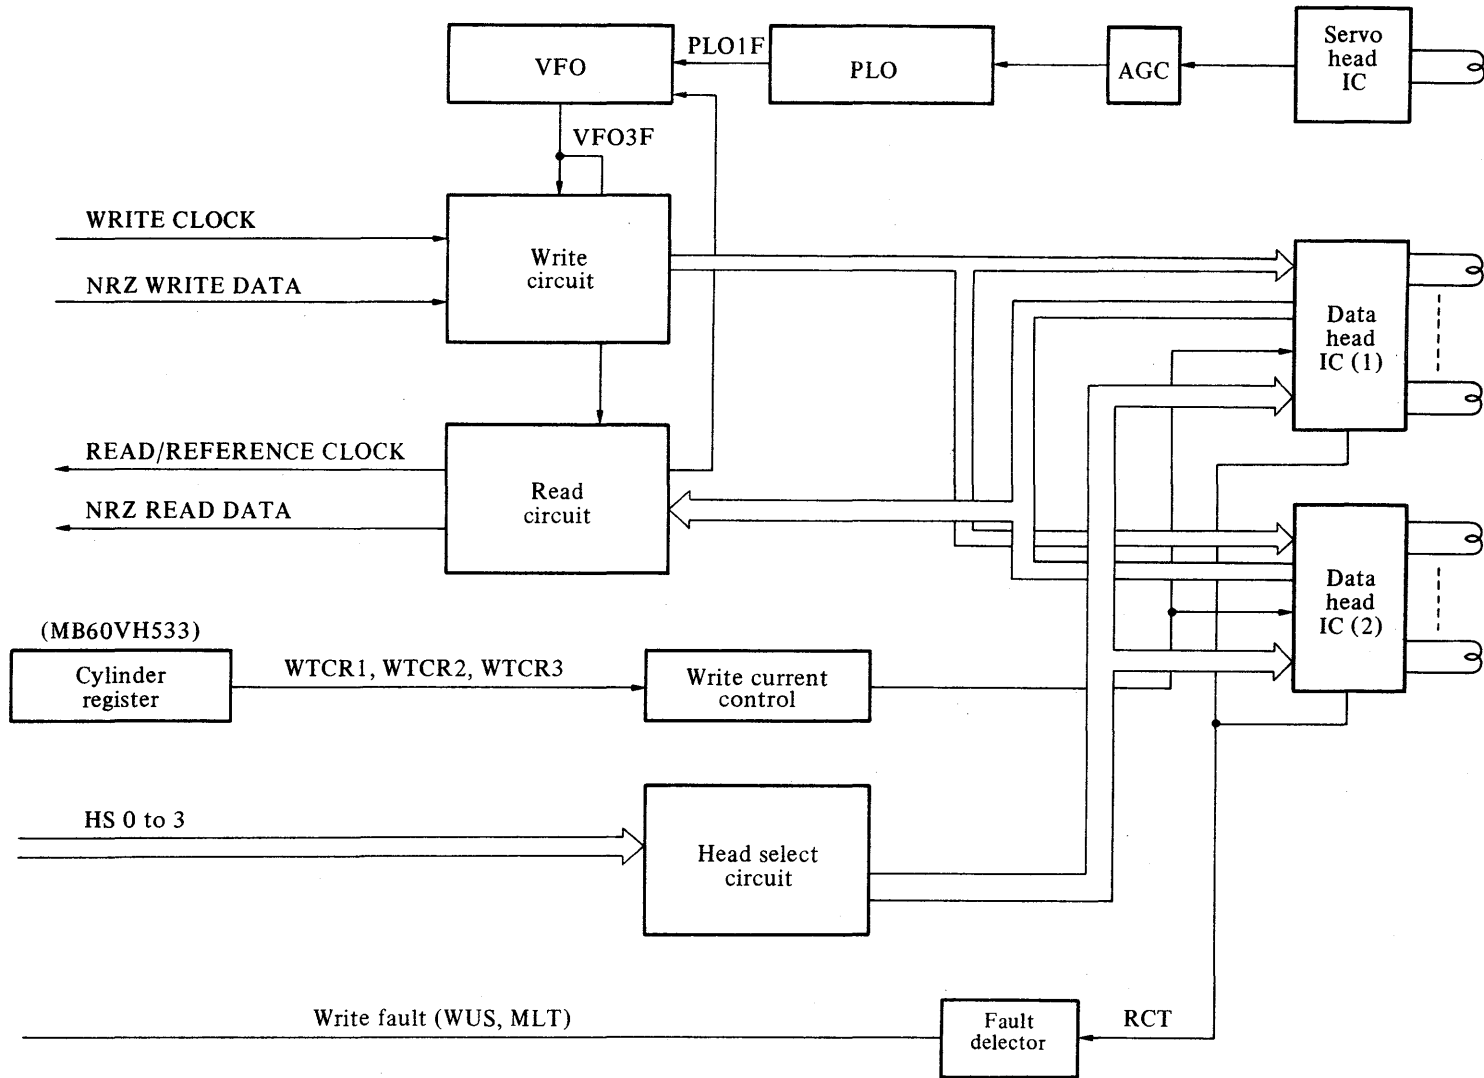 VFO
PLO1F
PLO
AGC
Servo
head
IC
VFO3F
WRITE CLOCK
NRZ WRITE DATA
Write
circuit
Data
head
IC (1)
READ/REFERENCE CLOCK
NRZ READ DATA
Read
circuit
Data
head
IC (2)
(MB60VH533)
Cylinder
register
WTCR1, WTCR2, WTCR3
Write current
control
HS 0 to 3
Head select
circuit
Write fault (WUS, MLT)
Fault
delector
RCT